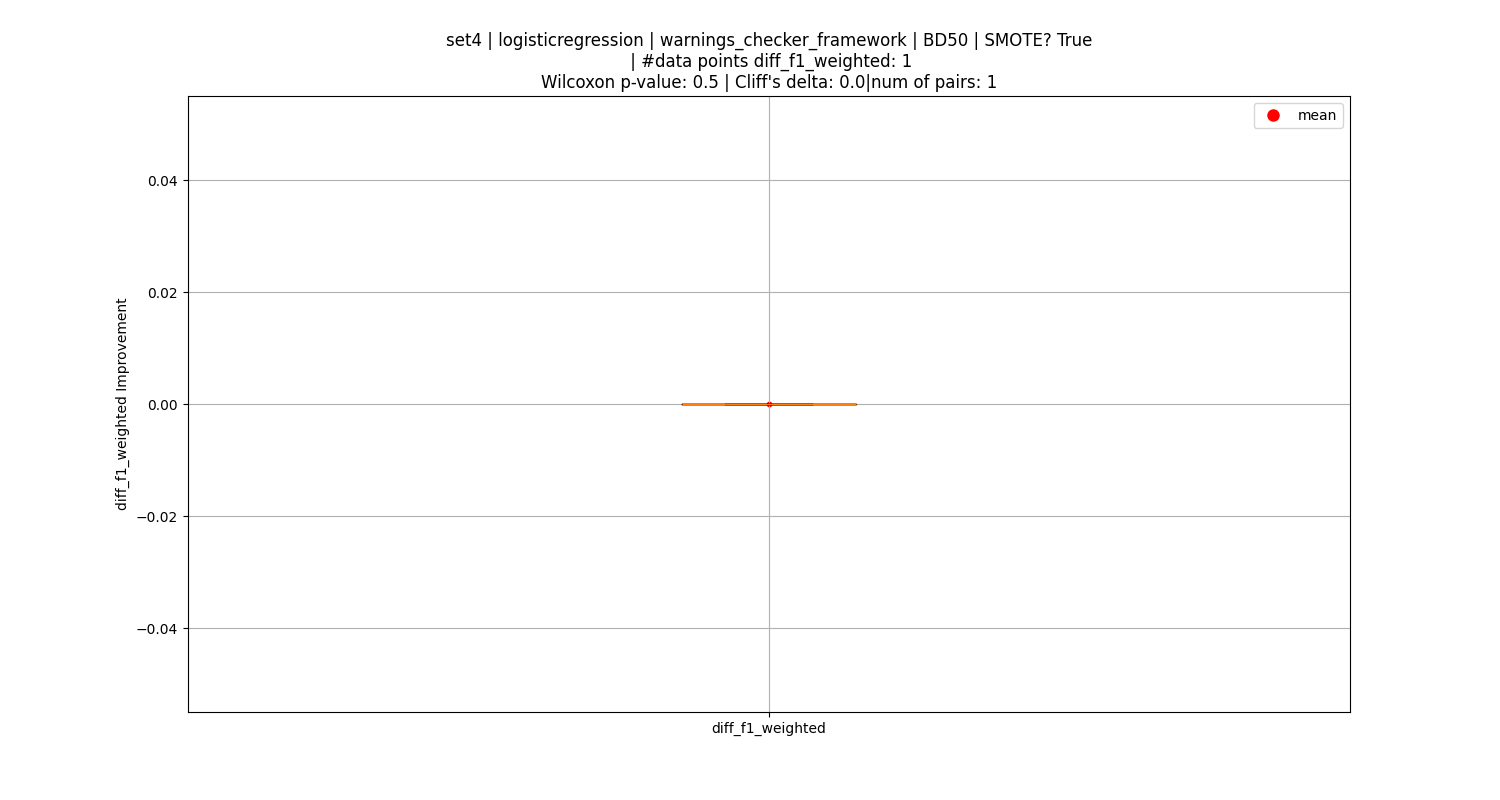 set4 | logisticregression | warnings_checker_framework | BD50 | SMOTE? True
| #data points diff_f1_weighted: 1
Wilcoxon p-value: 0.5 | Cliff's delta: 0.0|num of pairs: 1
mean
0.04
0.02
0.00
−0.02
−0.04
diff_f1_weighted Improvement
diff_f1_weighted